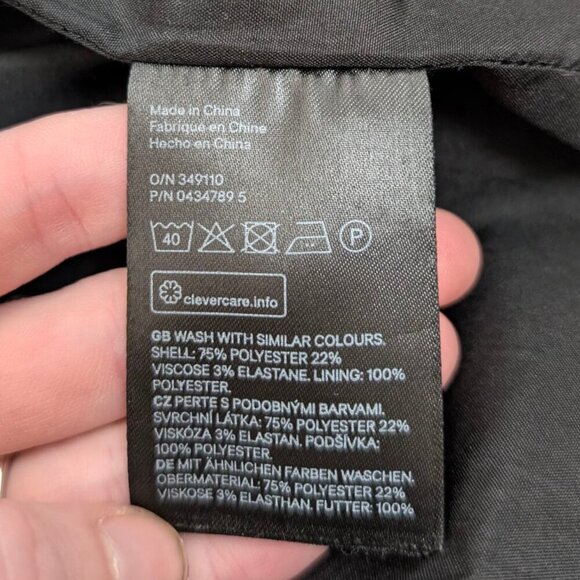 Made in China
Fabriqué en Chine
Hecho en China
O/N 349110
P/N 0434789 5
40 P
clevercare.info
GB WASH WITH SIMILAR COLOURS.
SHELL: 75% POLYESTER 22%
VISCOSE 3% ELASTANE. LINING: 100%
POLYESTER.
CZ PERTE S PODOBNÝMI BARVAMI.
SVRCHNÍ LÁTKA: 75% POLYESTER 22%
VISKÓZA 3% ELASTAN. PODŠÍVKA:
100% POLYESTER.
DE MIT ÄHNLICHEN FARBEN WASCHEN.
OBERMATERIAL: 75% POLYESTER 22%
VISKOSE 3% ELASTHAN. FUTTER: 100%